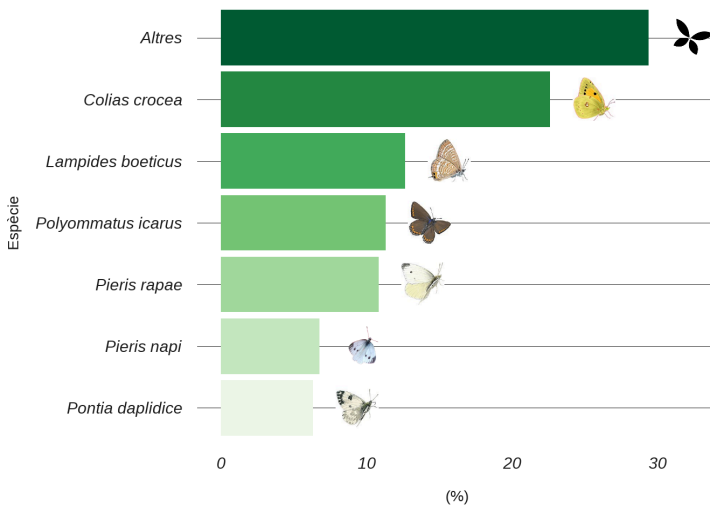 Altres
Colias crocea
Lampides boeticus
Polyommatus icarus
Pieris rapae
Pieris napi
Pontia daplidice
Espècie
0 10 20 30
(%)